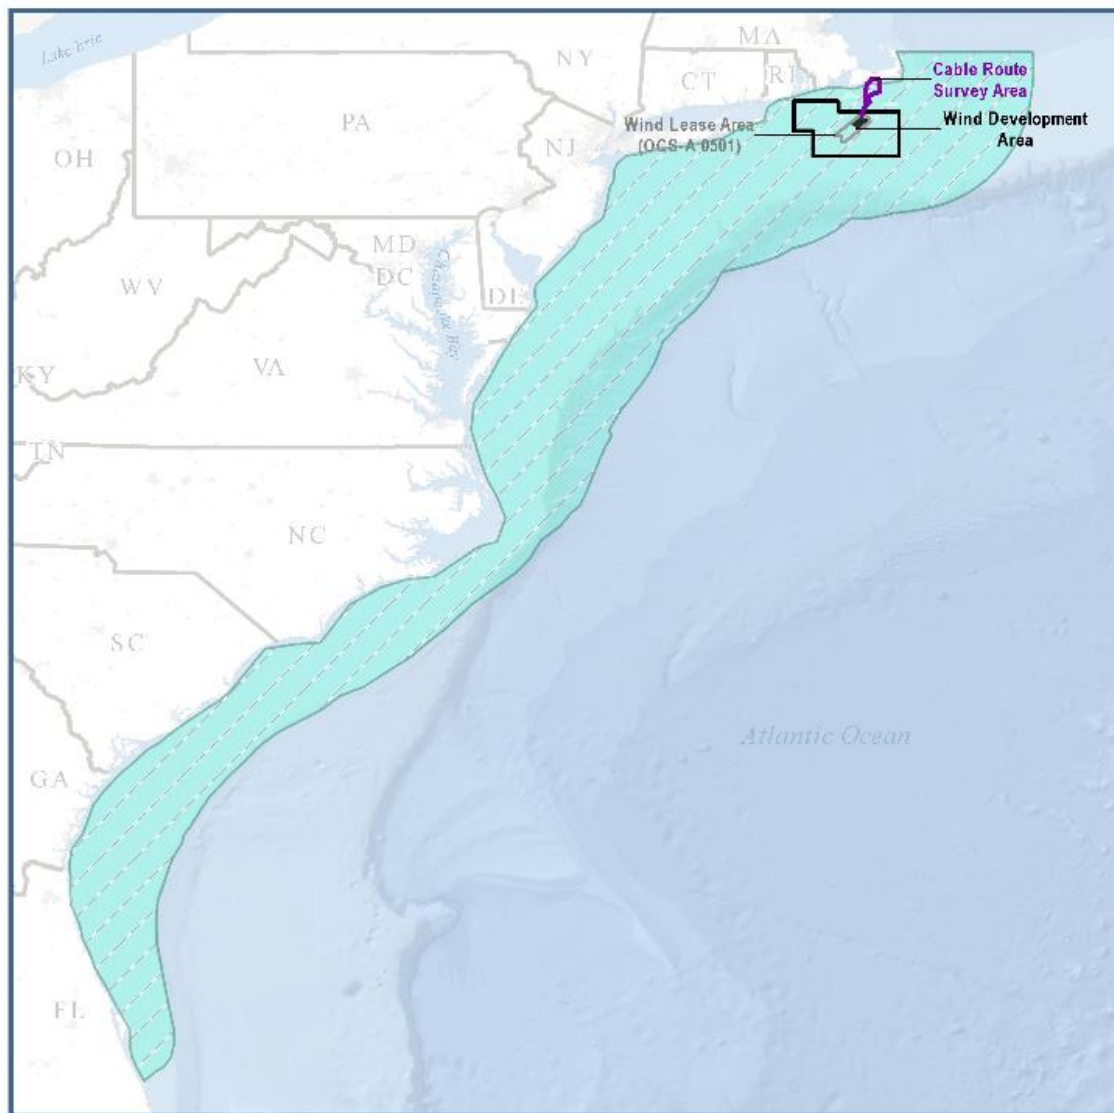 Lake Erie
MA
NY
CT
RI
Cable Route
Survey Area
PA
Wind Lease Area
(OCS-A 0501)
Wind Development
Area
OH
NJ
MD
DC
WV
DE
Chesapeake Bay
VA
KY
TN
NC
SC
Atlantic Ocean
GA
FL